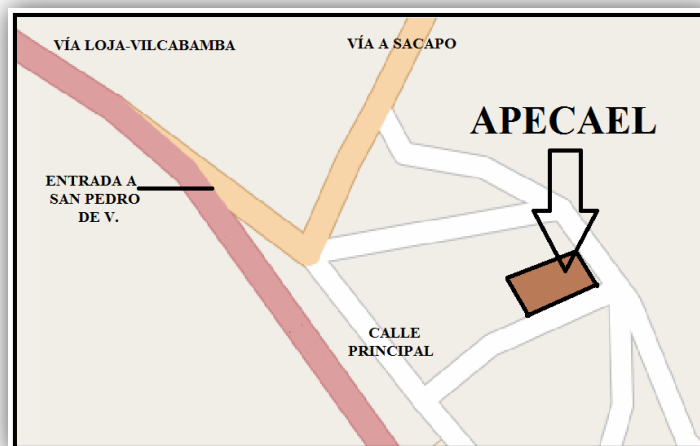 VÍA LOJA-VILCABAMBA
VÍA A SACAPO
APECAEL
ENTRADA A
SAN PEDRO
DE V.
CALLE
PRINCIPAL